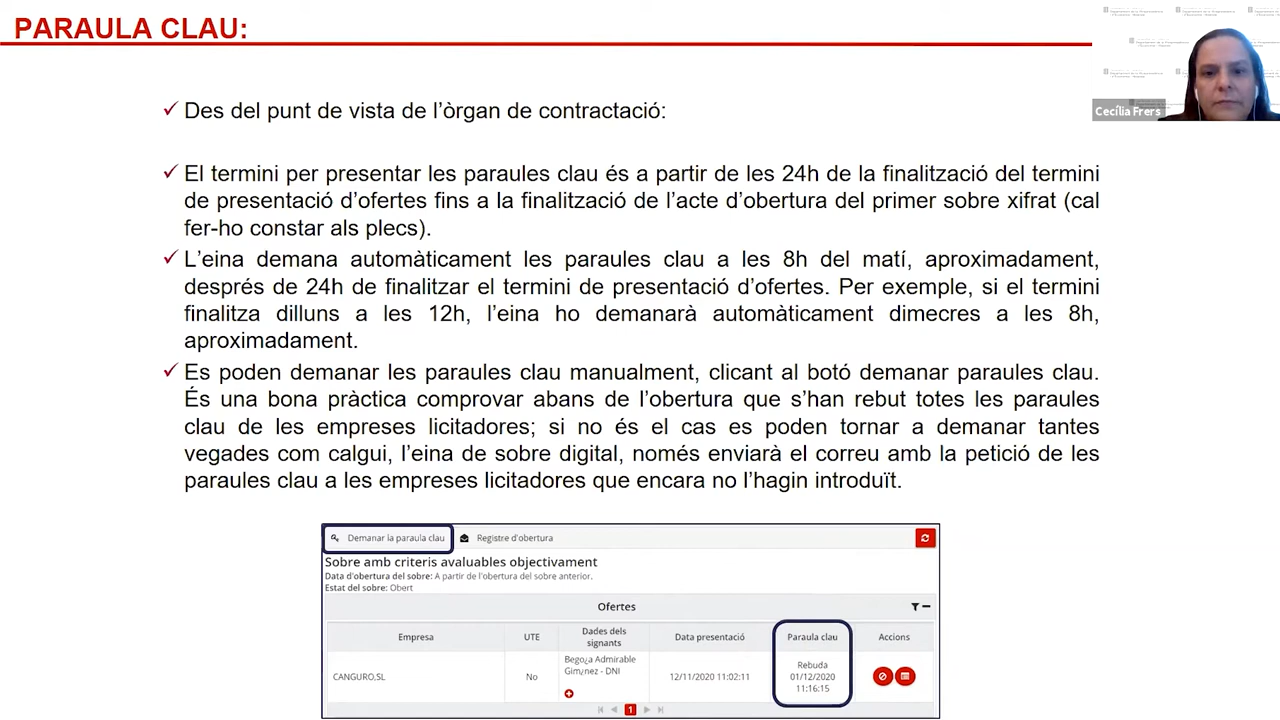 PARAULA CLAU:
Cecília Frers
Des del punt de vista de l'òrgan de contractació:
El termini per presentar les paraules clau és a partir de les 24h de la finalització del termini
de presentació d'ofertes fins a la finalització de l'acte d'obertura del primer sobre xifrat (cal
fer-ho constar als plecs).
L'eina demana automàticament les paraules clau a les 8h del matí, aproximadament,
després de 24h de finalitzar el termini de presentació d'ofertes. Per exemple, si el termini
finalitza dilluns a les 12h, l'eina ho demanarà automàticament dimecres a les 8h,
aproximadament.
Es poden demanar les paraules clau manualment, clicant al botó demanar paraules clau.
És una bona pràctica comprovar abans de l'obertura que s'han rebut totes les paraules
clau de les empreses licitadores; si no és el cas es poden tornar a demanar tantes
vegades com calgui, l'eina de sobre digital, només enviarà el correu amb la petició de les
paraules clau a les empreses licitadores que encara no l'hagin introduït.
Demanar la paraula clau Registre d'obertura
Sobre amb criteris avaluables objectivament
Data d'obertura del sobre: A partir de l'obertura del sobre anterior.
Estat del sobre: Obert
Ofertes
Empresa UTE Dades dels signants Data presentació Paraula clau Accions
CANGURO,SL No Bego¿a Admirable Gim¿nez - DNI 12/11/2020 11:02:11 Rebuda 01/12/2020 11:16:15
1